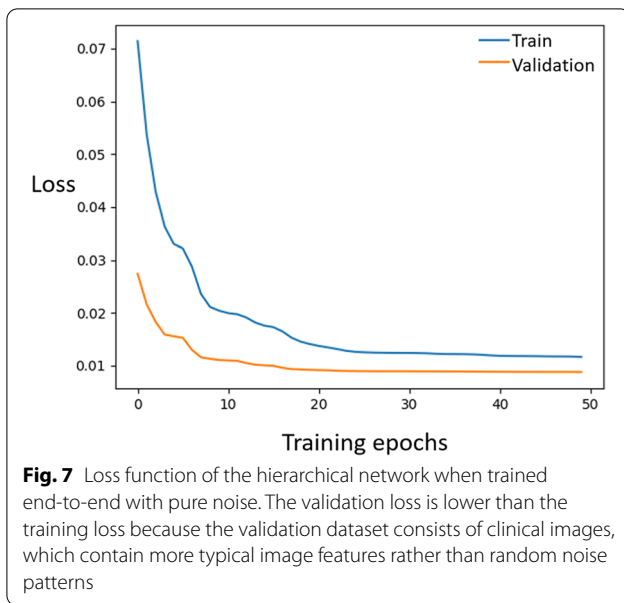 Train
Validation
0.07
0.06
0.05
Loss
0.04
0.03
0.02
0.01
0 10 20 30 40 50
Training epochs
Fig. 7 Loss function of the hierarchical network when trained
end-to-end with pure noise. The validation loss is lower than the
training loss because the validation dataset consists of clinical images,
which contain more typical image features rather than random noise
patterns